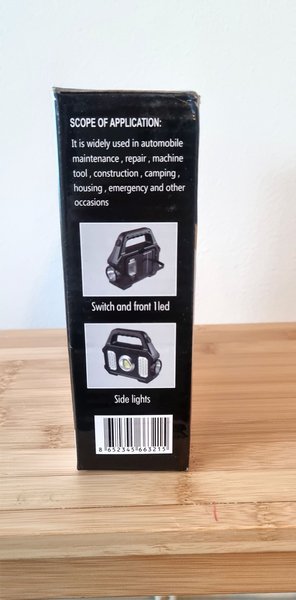 SCOPE OF APPLICATION:
It is widely used in automobile
maintenance , repair , machine
tool , construction , camping ,
housing , emergency and other
occasions
Switch and front 1led
Side lights
8 652345 663215